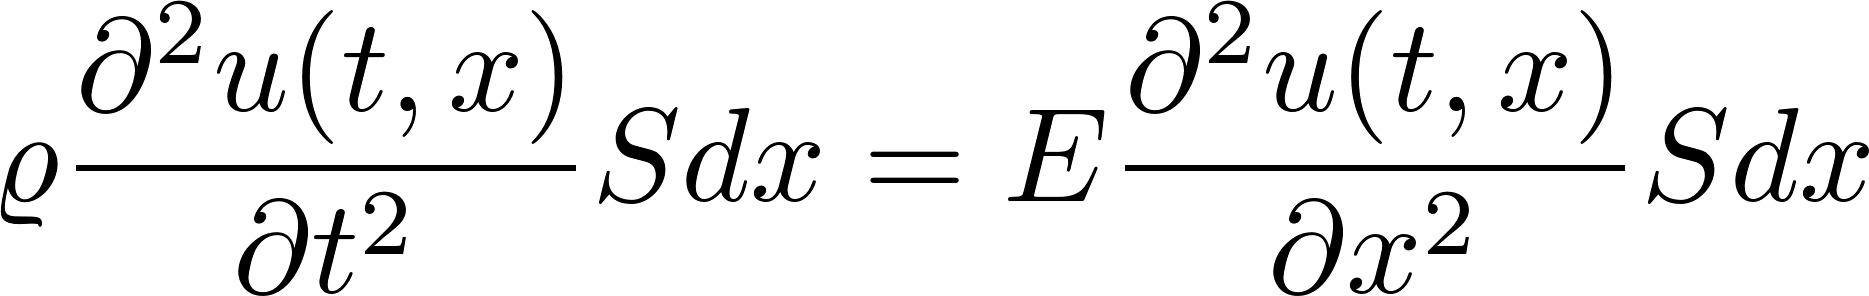 ϱ ∂²u(t, x)/∂t² Sdx = E ∂²u(t, x)/∂x² Sdx